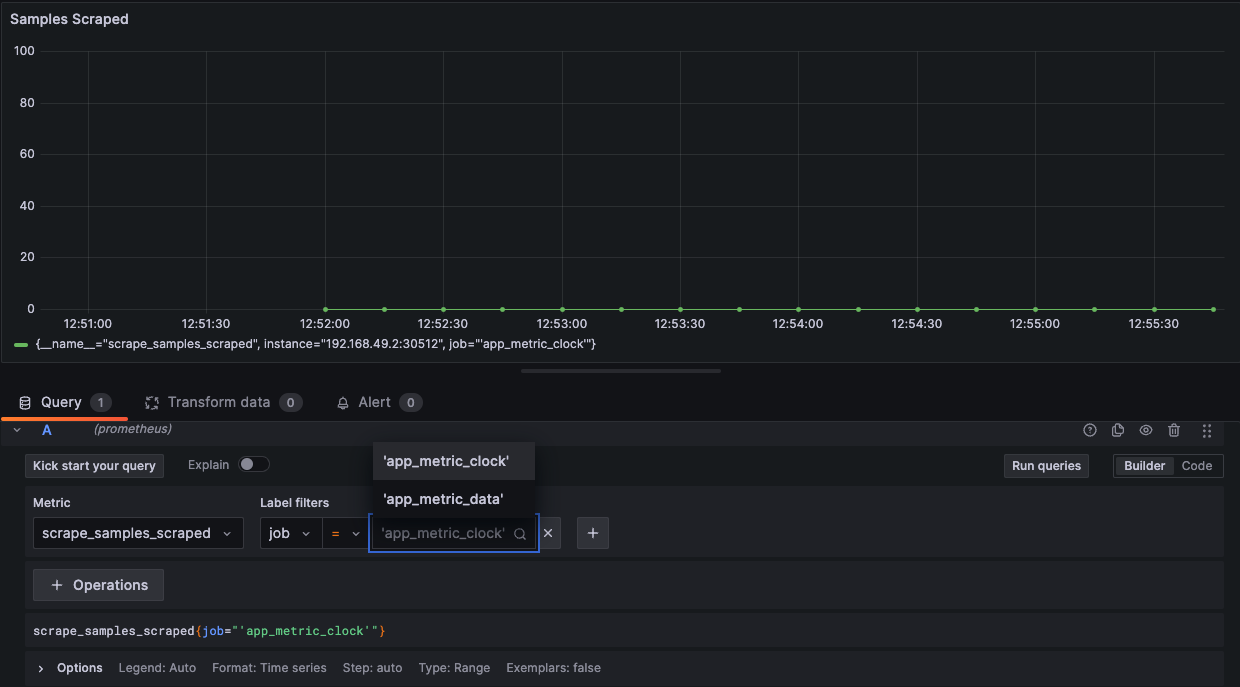 Samples Scraped
100
80
60
40
20
0
12:51:00 12:51:30 12:52:00 12:52:30 12:53:00 12:53:30 12:54:00 12:54:30 12:55:00 12:55:30
{__name__="scrape_samples_scraped", instance="192.168.49.2:30512", job="'app_metric_clock'"}
Query 1 Transform data 0 Alert 0
A (prometheus)
Kick start your query Explain 'app_metric_clock' Run queries Builder Code
'app_metric_data'
Metric Label filters
scrape_samples_scraped job = 'app_metric_clock'
Operations
scrape_samples_scraped{job="'app_metric_clock'"}
Options Legend: Auto Format: Time series Step: auto Type: Range Exemplars: false